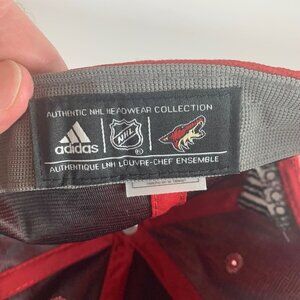 AUTHENTIC NHL HEADWEAR COLLECTION
adidas
NHL
AUTHENTIQUE LNH COUVRE-CHEF ENSEMBLE